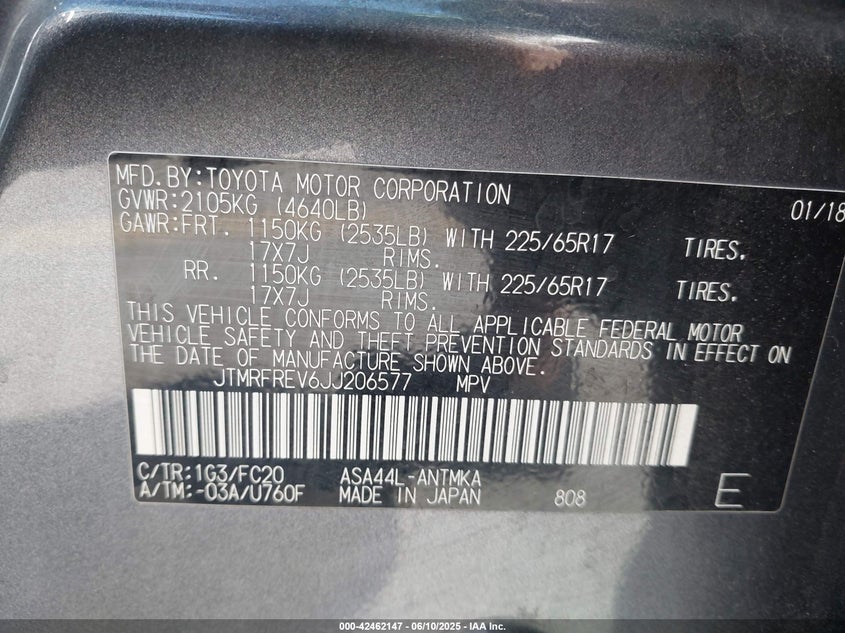 MFD.BY:TOYOTA MOTOR CORPORATION 01/18
GVWR:2105KG (4640LB)
GAWR:FRT. 1150KG (2535LB) WITH 225/65R17 TIRES.
17X7J RIMS.
RR. 1150KG (2535LB) WITH 225/65R17 TIRES.
17X7J RIMS.
THIS VEHICLE CONFORMS TO ALL APPLICABLE FEDERAL MOTOR
VEHICLE SAFETY AND THEFT PREVENTION STANDARDS IN EFFECT ON
THE DATE OF MANUFACTURE SHOWN ABOVE.
JTMRFREV6JJ206577 MPV
C/TR:1G3/FC20 ASA44L-ANTMKA
A/TM:-03A/U760F MADE IN JAPAN 808 E
000-42462147 - 06/10/2025 - IAA Inc.